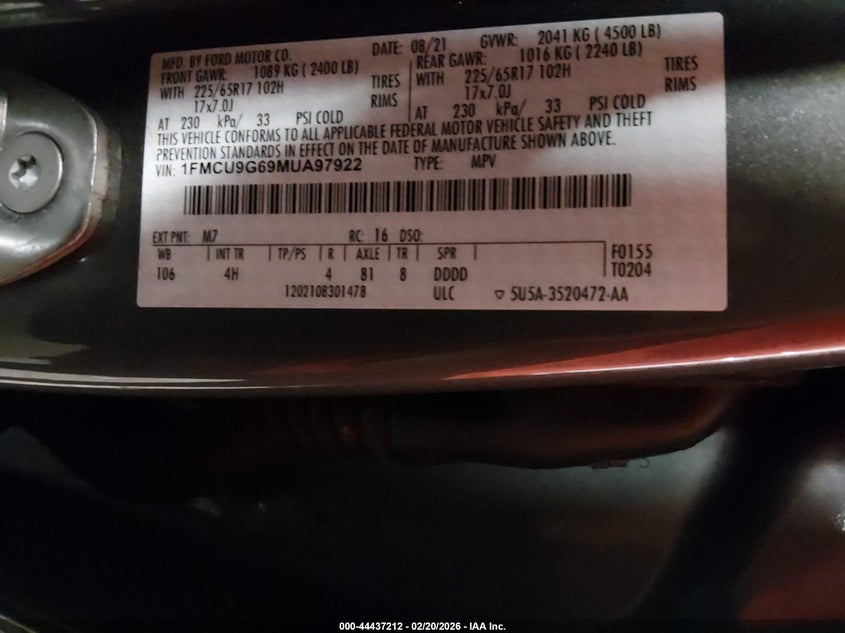 MFD. BY FORD MOTOR CO. DATE: 08/21 GVWR: 2041 KG ( 4500 LB)
FRONT GAWR: 1089 KG ( 2400 LB) REAR GAWR: 1016 KG ( 2240 LB)
WITH 225/65R17 102H TIRES WITH 225/65R17 102H TIRES
17x7.0J RIMS 17x7.0J RIMS
AT 230 kPa/ 33 PSI COLD AT 230 kPa/ 33 PSI COLD
THIS VEHICLE CONFORMS TO ALL APPLICABLE FEDERAL MOTOR VEHICLE SAFETY AND THEFT
PREVENTION STANDARDS IN EFFECT ON THE DATE OF MANUFACTURE SHOWN ABOVE.
VIN: 1FMCU9G69MUA97922 TYPE: MPV
EXT PNT: M7 RC: 16 DSO:
WB INT TR TP/PS R AXLE TR SPR F0155
106 4H 4 81 8 DDDD T0204
1202108301478 ULC ▽ 5U5A-3520472-AA
000-44437212 - 02/20/2026 - IAA Inc.